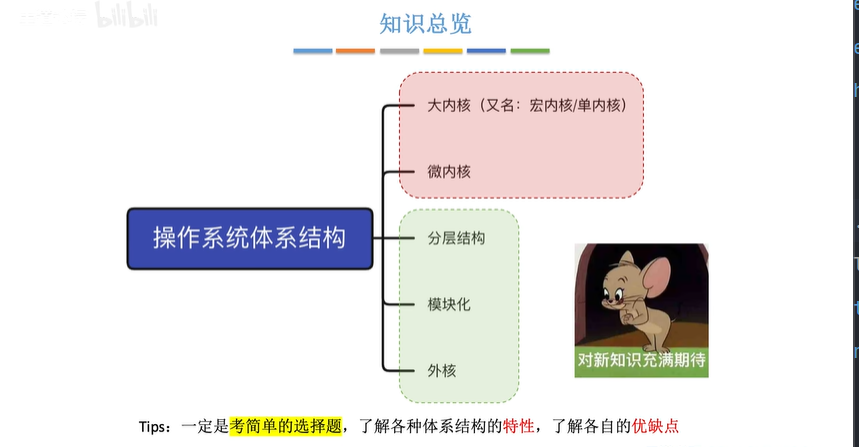 bilibili
知识总览
大内核（又名：宏内核/单内核）
微内核
操作系统体系结构
分层结构
模块化
外核
对新知识充满期待
Tips：一定是考简单的选择题，了解各种体系结构的特性，了解各自的优缺点